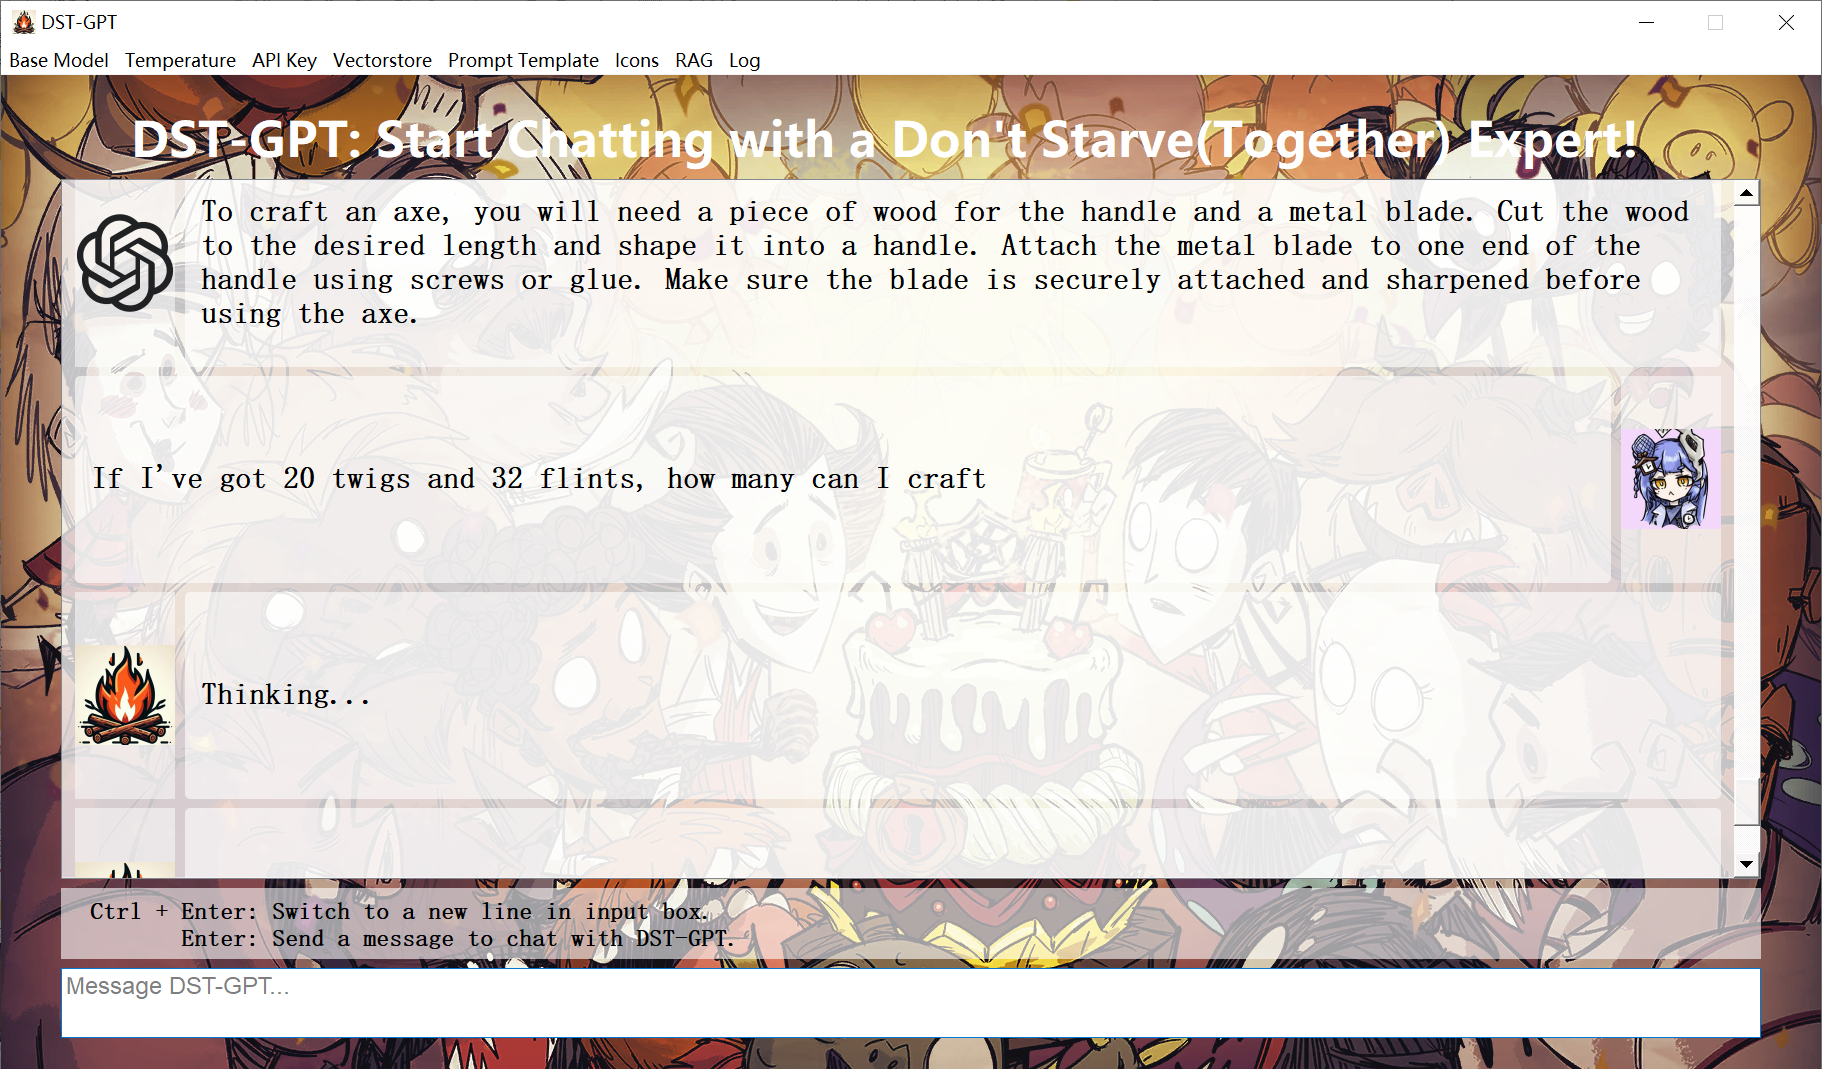 DST-GPT
Base Model Temperature API Key Vectorstore Prompt Template Icons RAG Log
DST-GPT: Start Chatting with a Don't Starve(Together) Expert!
To craft an axe, you will need a piece of wood for the handle and a metal blade. Cut the wood
to the desired length and shape it into a handle. Attach the metal blade to one end of the
handle using screws or glue. Make sure the blade is securely attached and sharpened before
using the axe.
If I've got 20 twigs and 32 flints, how many can I craft
Thinking...
Ctrl + Enter: Switch to a new line in input box.
Enter: Send a message to chat with DST-GPT.
Message DST-GPT...